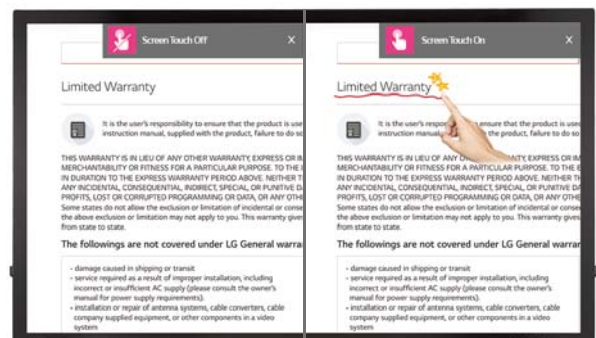 Screen Touch Off X
Limited Warranty
It is the user's responsibility to ensure that the product is use
instruction manual, supplied with the product, failure to do so
THIS WARRANTY IS IN LIEU OF ANY OTHER WARRANTY, EXPRESS OR IM
MERCHANTABILITY OR FITNESS FOR A PARTICULAR PURPOSE. TO THE E
IN DURATION TO THE EXPRESS WARRANTY PERIOD ABOVE. NEITHER T
ANY INCIDENTAL, CONSEQUENTIAL, INDIRECT, SPECIAL, OR PUNITIVE DA
PROFITS, LOST OR CORRUPTED PROGRAMMING OR DATA, OR ANY OTHE
Some states do not allow the exclusion or limitation of incidental or conse
the above exclusion or limitation may not apply to you. This warranty gives
from state to state.
The followings are not covered under LG General warra
- damage caused in shipping or transit
- service required as a result of improper installation, including
incorrect or insufficient AC supply (please consult the owner's
manual for power supply requirements).
- installation or repair of antenna systems, cable converters, cable
company supplied equipment, or other components in a video
system
Screen Touch On X
Limited Warranty
It is the user's ensure that the product is use
instruction manual, the product, failure to do so
THIS WARRANTY IS IN LIEU OF ANY WARRANTY, EXPRESS OR IM
MERCHANTABILITY OR FITNESS FOR A PARTICULAR PURPOSE. TO THE E
IN DURATION TO THE EXPRESS WARRANTY PERIOD ABOVE. NEITHER TH
ANY INCIDENTAL, CONSEQUENTIAL, INDIRECT, SPECIAL, OR PUNITIVE DA
PROFITS, LOST OR CORRUPTED PROGRAMMING OR DATA, OR ANY OTHE
Some states do not allow the exclusion or limitation of incidental or conse
the above exclusion or limitation may not apply to you. This warranty gives
from state to state.
The followings are not covered under LG General warra
- damage caused in shipping or transit
- service required as a result of improper installation, including
incorrect or insufficient AC supply (please consult the owner's
manual for power supply requirements).
- installation or repair of antenna systems, cable converters, cable
company supplied equipment, or other components in a video
system